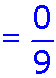 = 0/9